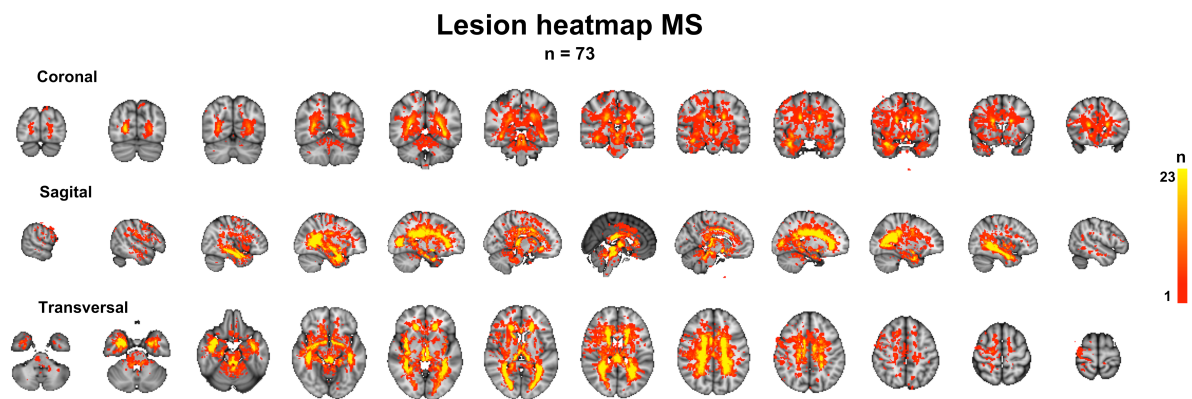 Lesion heatmap MS
n = 73
Coronal
Sagital
Transversal
n
23
1